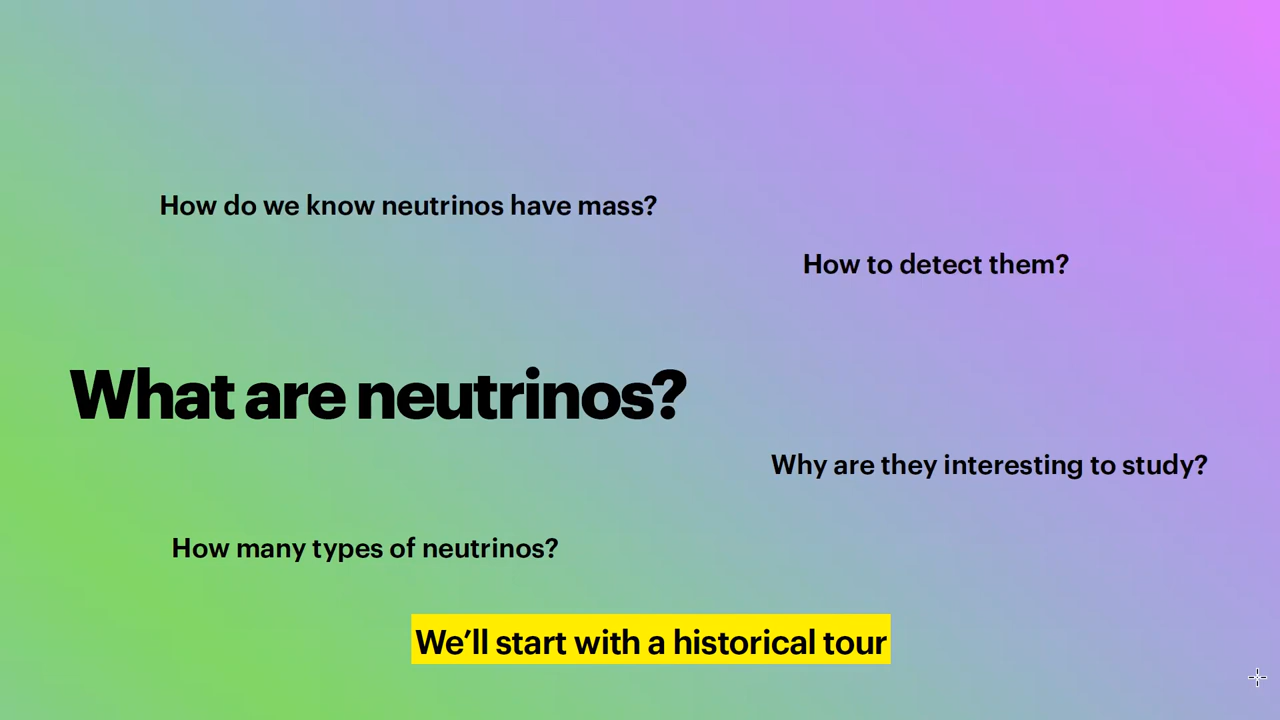 How do we know neutrinos have mass?
How to detect them?
What are neutrinos?
Why are they interesting to study?
How many types of neutrinos?
We’ll start with a historical tour